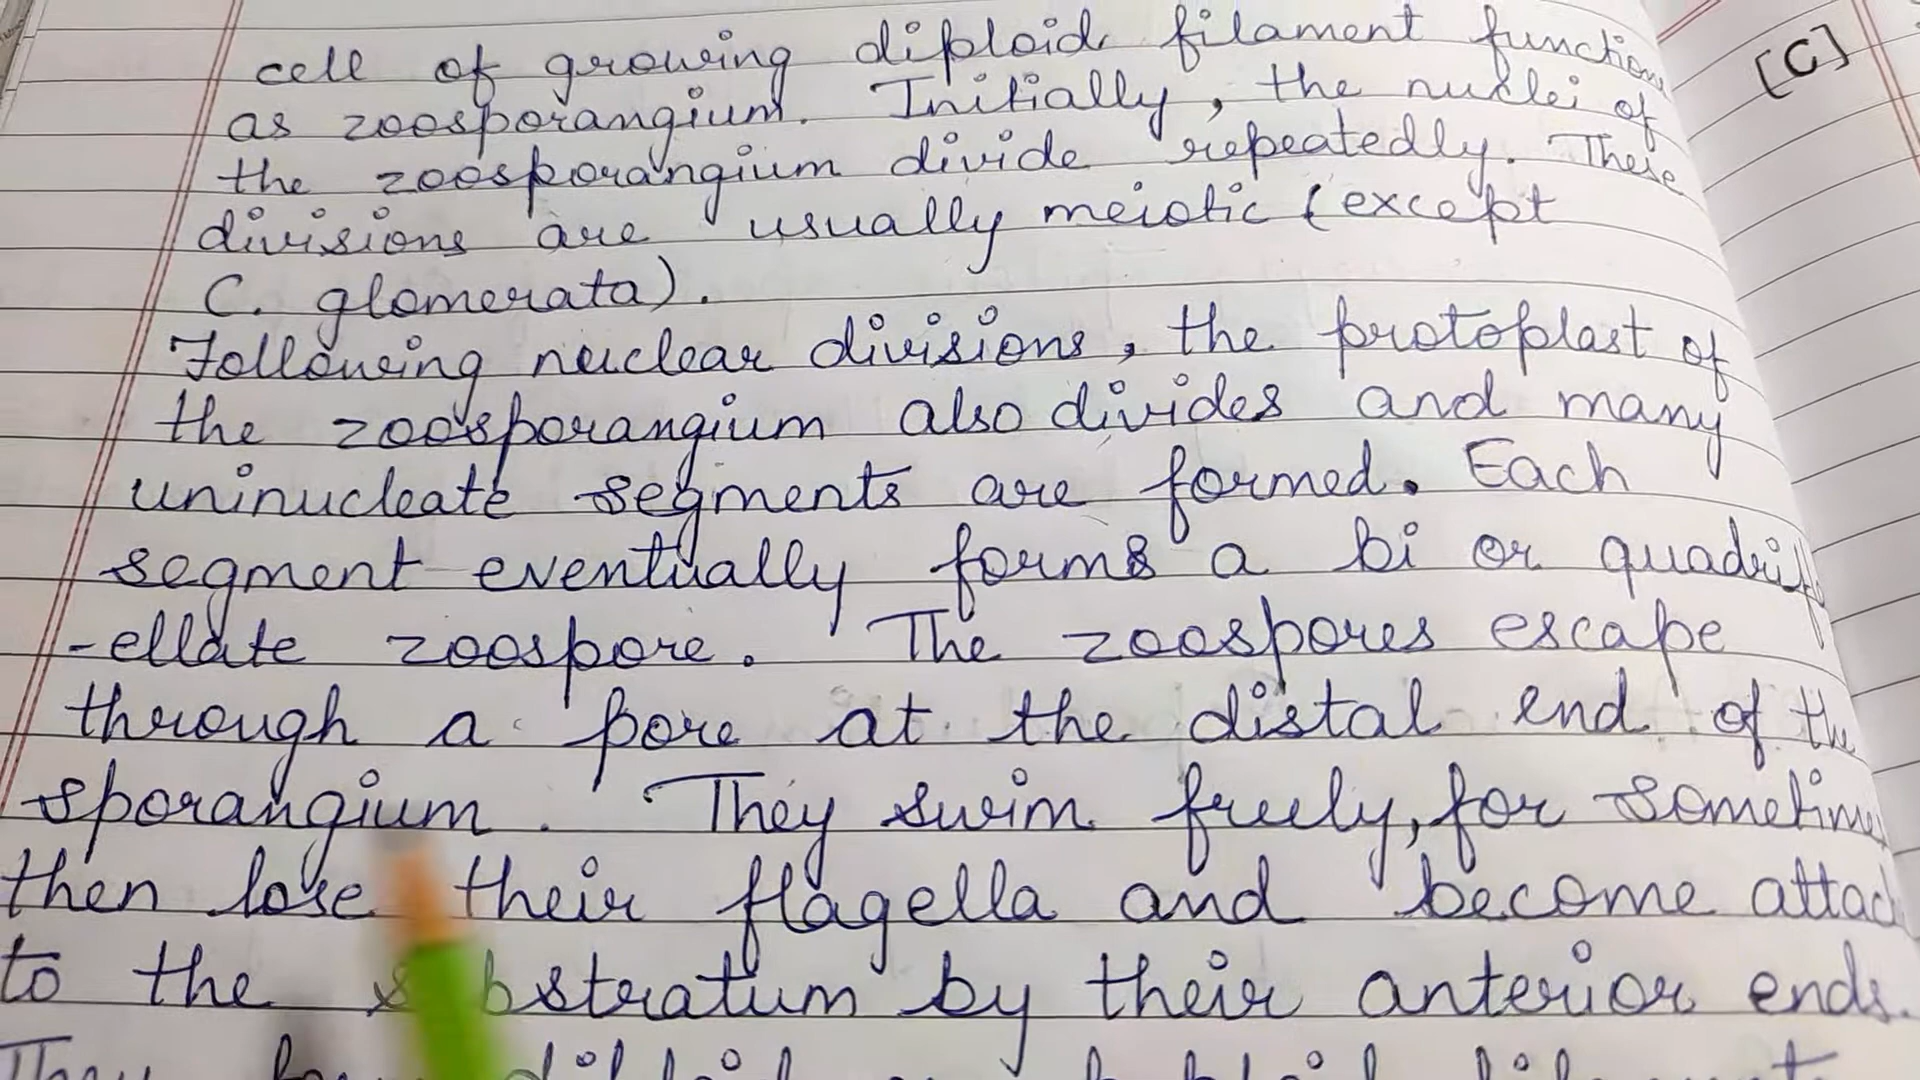 cell of growing diploid filament functions
[C]
as zoosporangium. Initially, the nuclei of
the zoosporangium divide repeatedly. These
divisions are usually meiotic (except
C. glomerata).
Following nuclear divisions, the protoplast of
the zoosporangium also divides and many
uninucleate segments are formed. Each
segment eventually forms a bi or quadrifl
-ellate zoospore. The zoospores escape
through a pore at the distal end of the
sporangium. They swim freely, for sometime
then lose their flagella and become attac
to the substratum by their anterior ends.
They